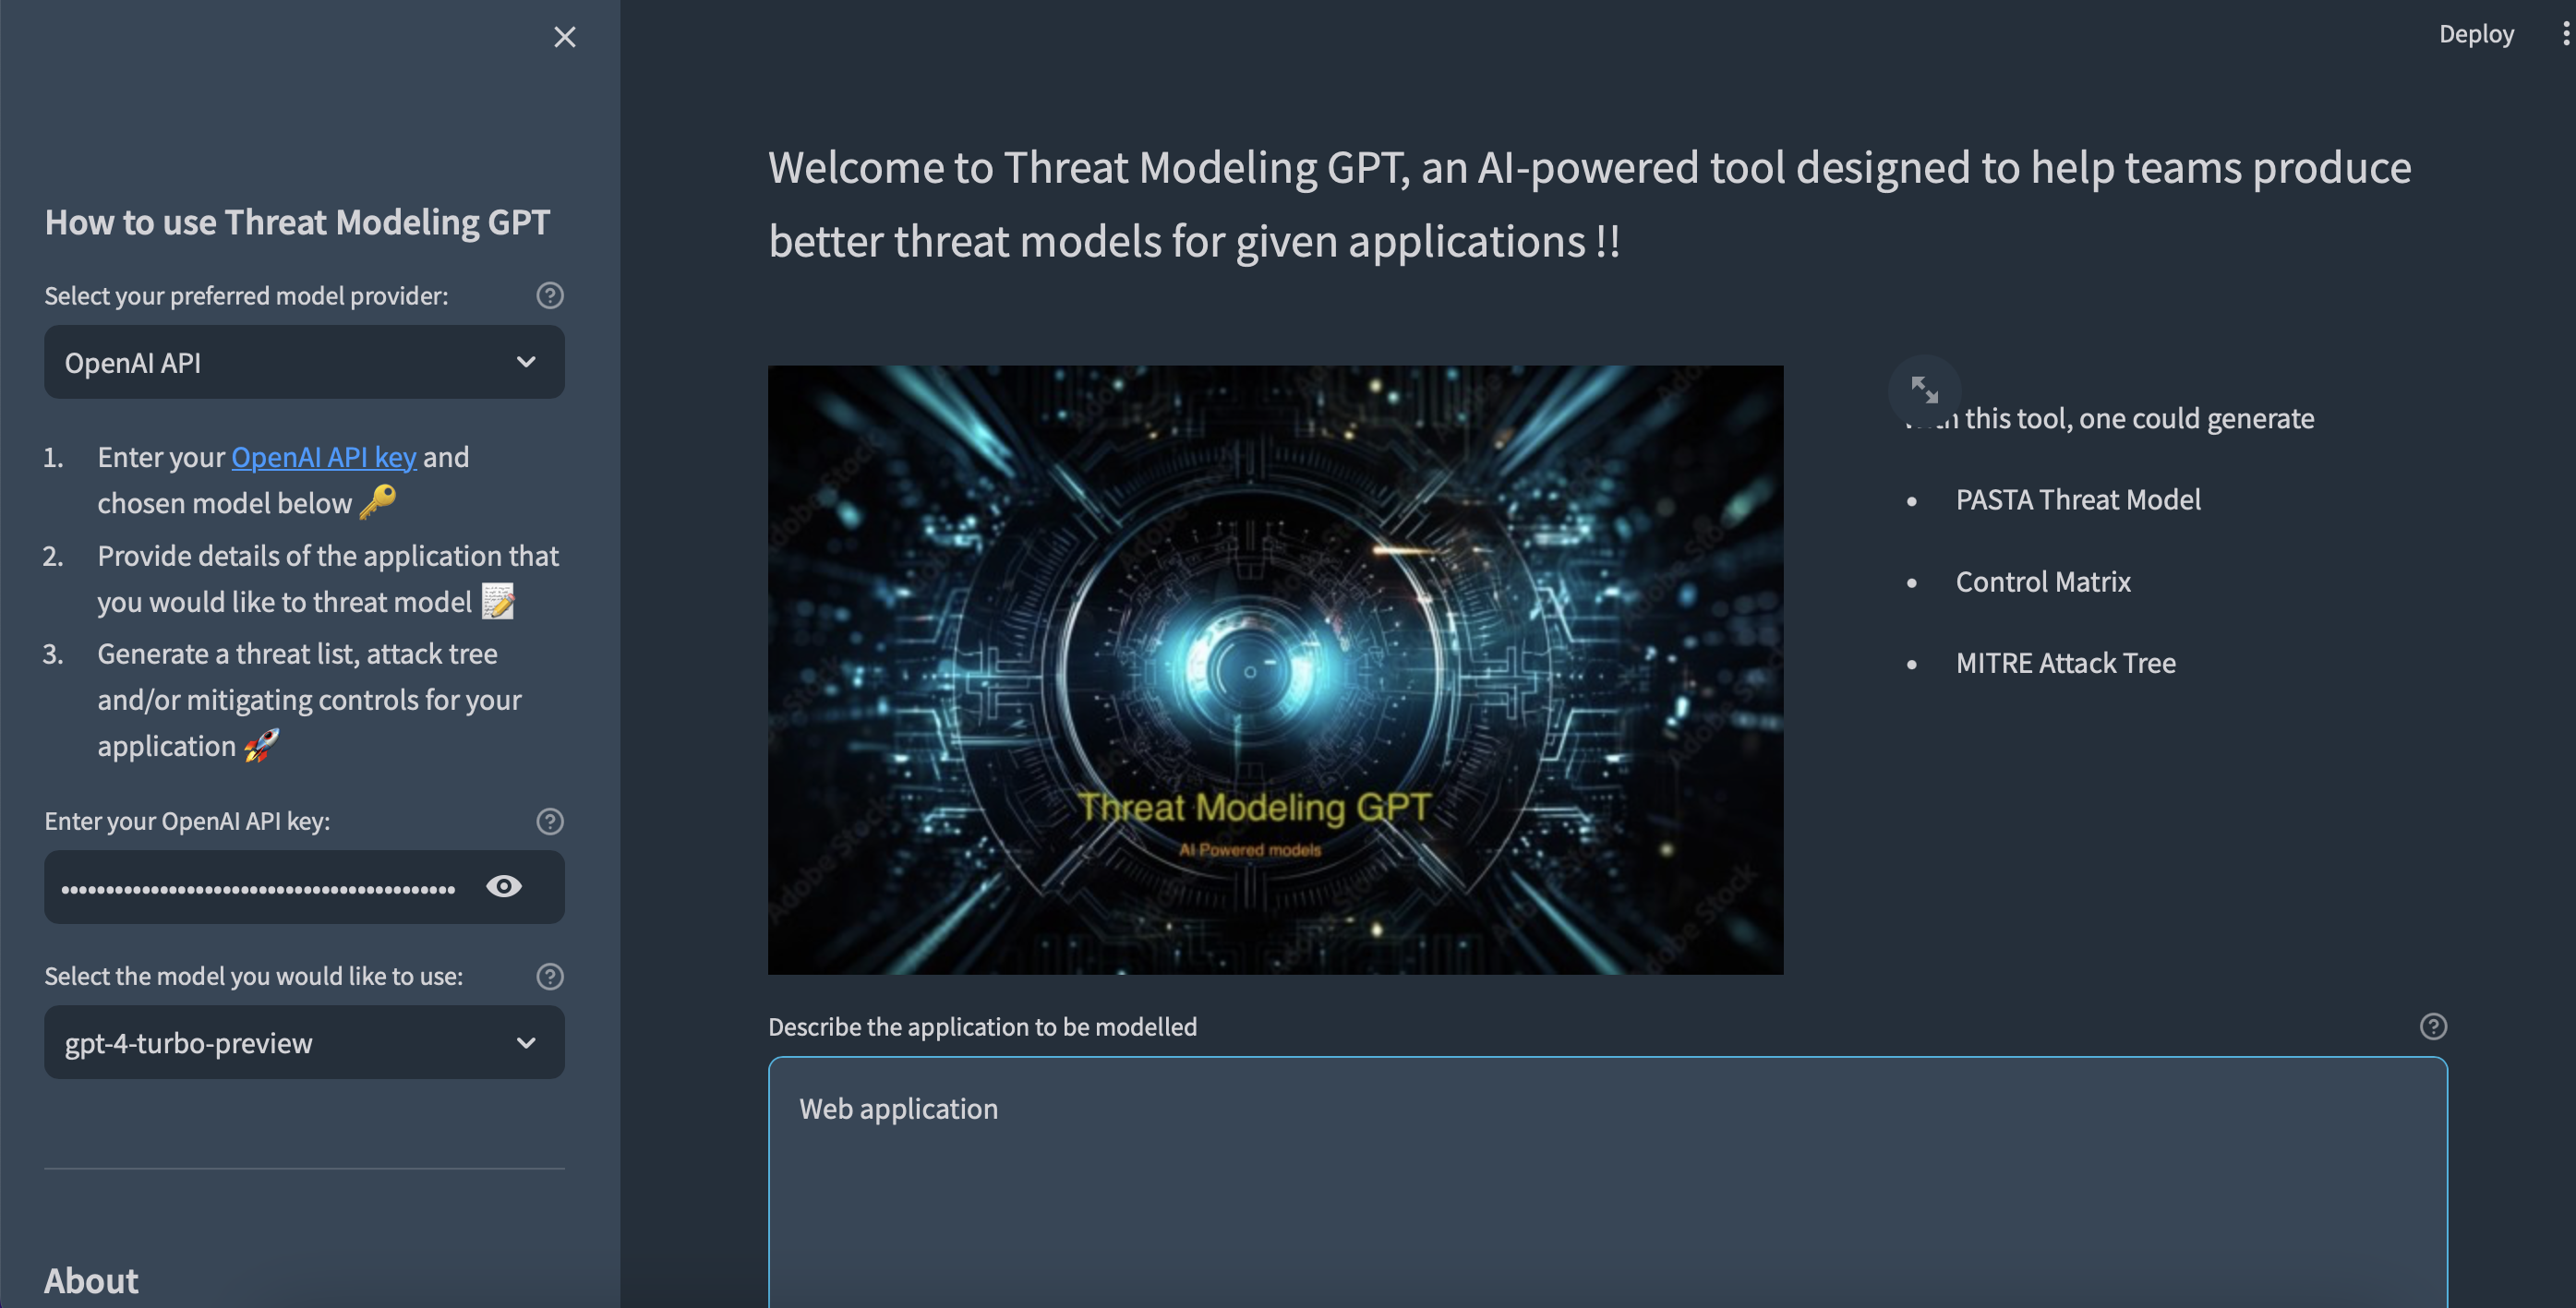 Deploy
How to use Threat Modeling GPT
Select your preferred model provider:
OpenAI API
1. Enter your OpenAI API key and
chosen model below
2. Provide details of the application that
you would like to threat model
3. Generate a threat list, attack tree
and/or mitigating controls for your
application
Enter your OpenAI API key:
Select the model you would like to use:
gpt-4-turbo-preview
About
Welcome to Threat Modeling GPT, an AI-powered tool designed to help teams produce
better threat models for given applications !!
Threat Modeling GPT
AI Powered models
Adobe Stock
this tool, one could generate
• PASTA Threat Model
• Control Matrix
• MITRE Attack Tree
Describe the application to be modelled
Web application